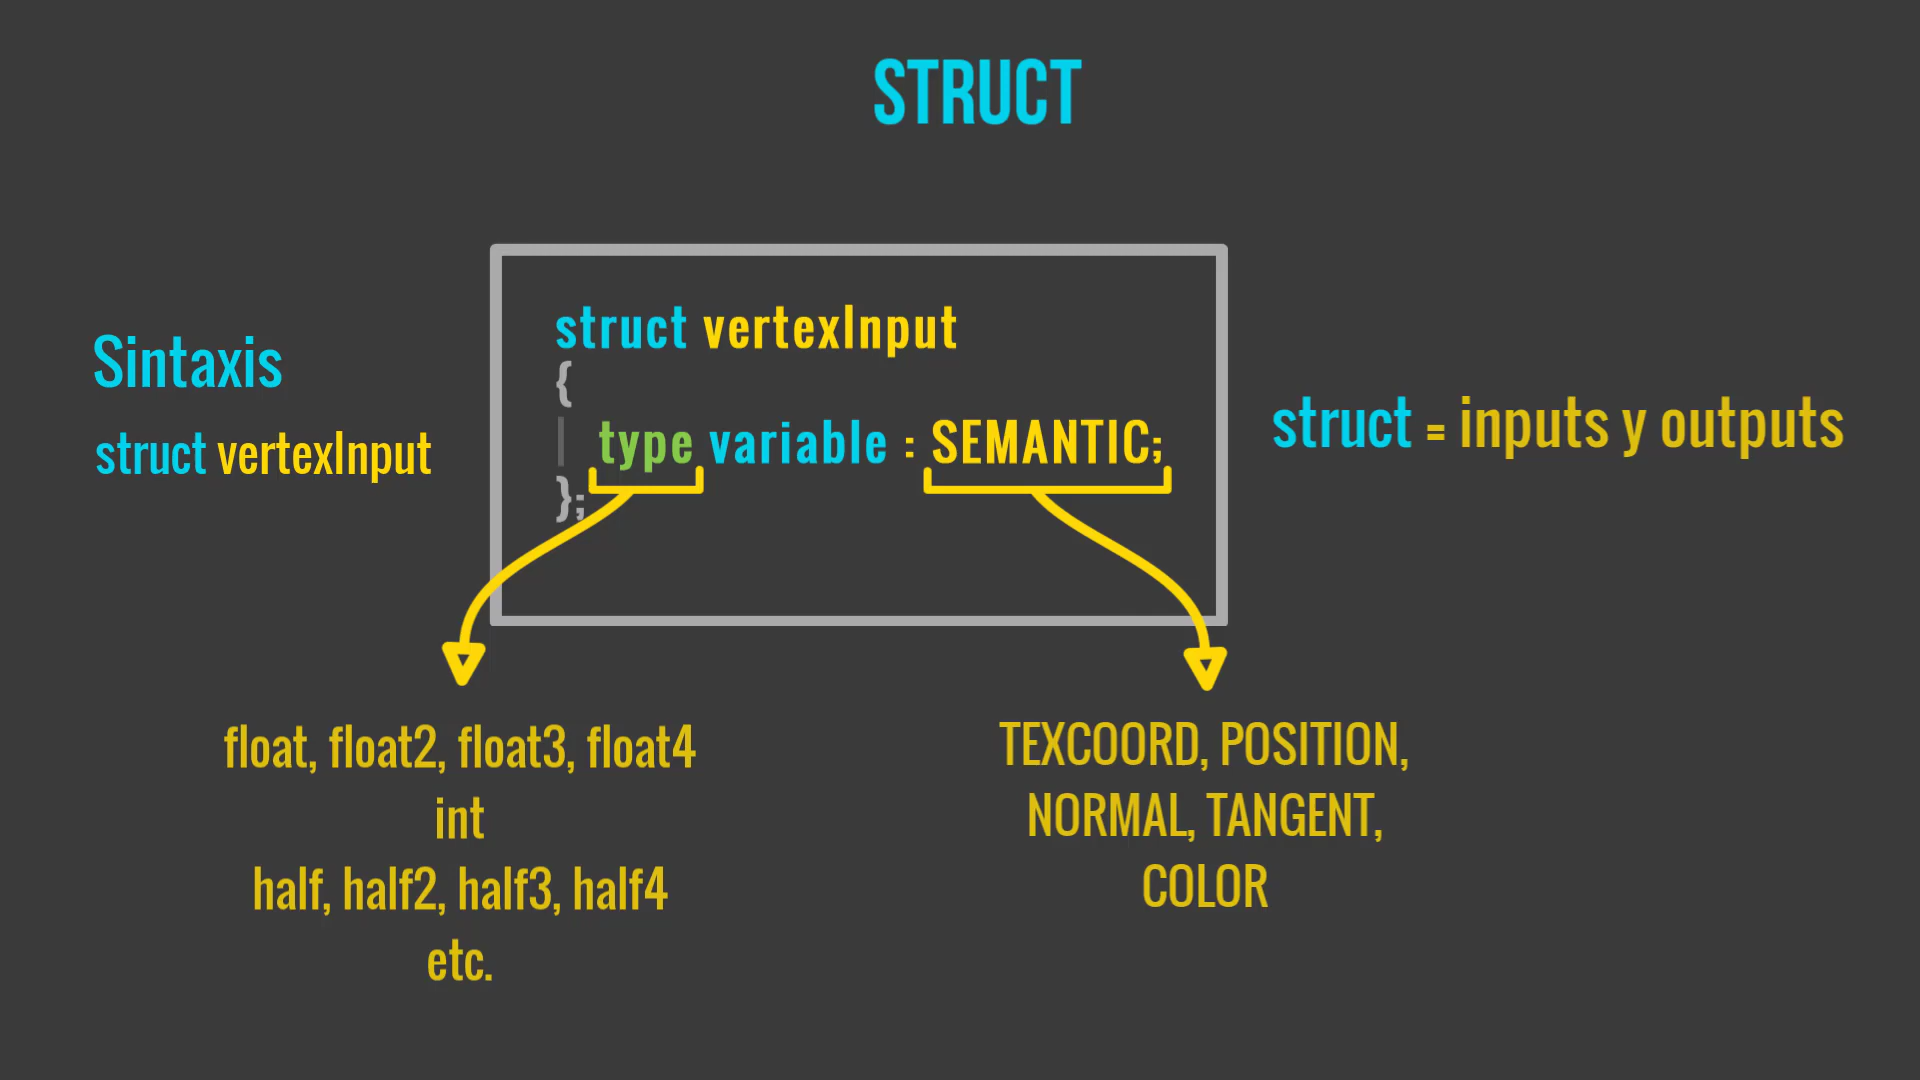 STRUCT
Sintaxis
struct vertexInput
struct vertexInput
{
type variable : SEMANTIC;
};
struct = inputs y outputs
float, float2, float3, float4
int
half, half2, half3, half4
etc.
TEXCOORD, POSITION,
NORMAL, TANGENT,
COLOR